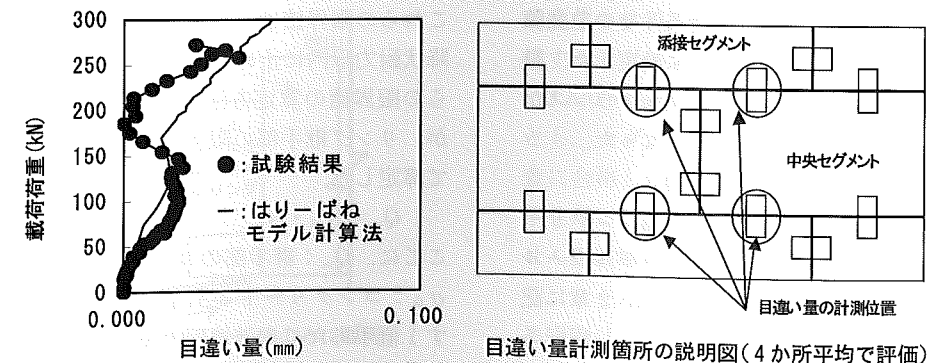 300
250
200
150
100
50
0
載荷荷重(kN)
●:試験結果
―:はりーばね
モデル計算法
0.000
0.100
目違い量(mm)
添接セグメント
中央セグメント
目違い量の計測位置
目違い量計測箇所の説明図(4か所平均で評価)